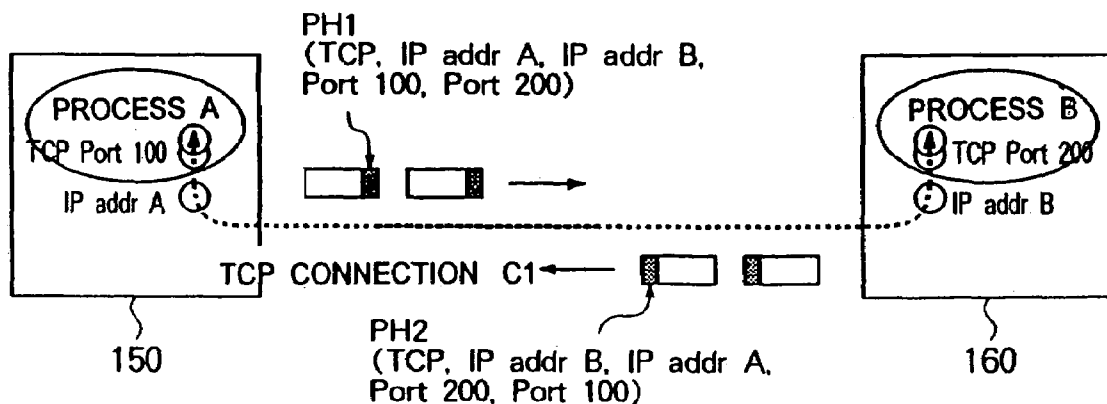 PH1
(TCP, IP addr A, IP addr B,
Port 100, Port 200)
PROCESS A
TCP Port 100
IP addr A
PROCESS B
TCP Port 200
IP addr B
TCP CONNECTION C1
PH2
(TCP, IP addr B, IP addr A,
Port 200, Port 100)
150
160